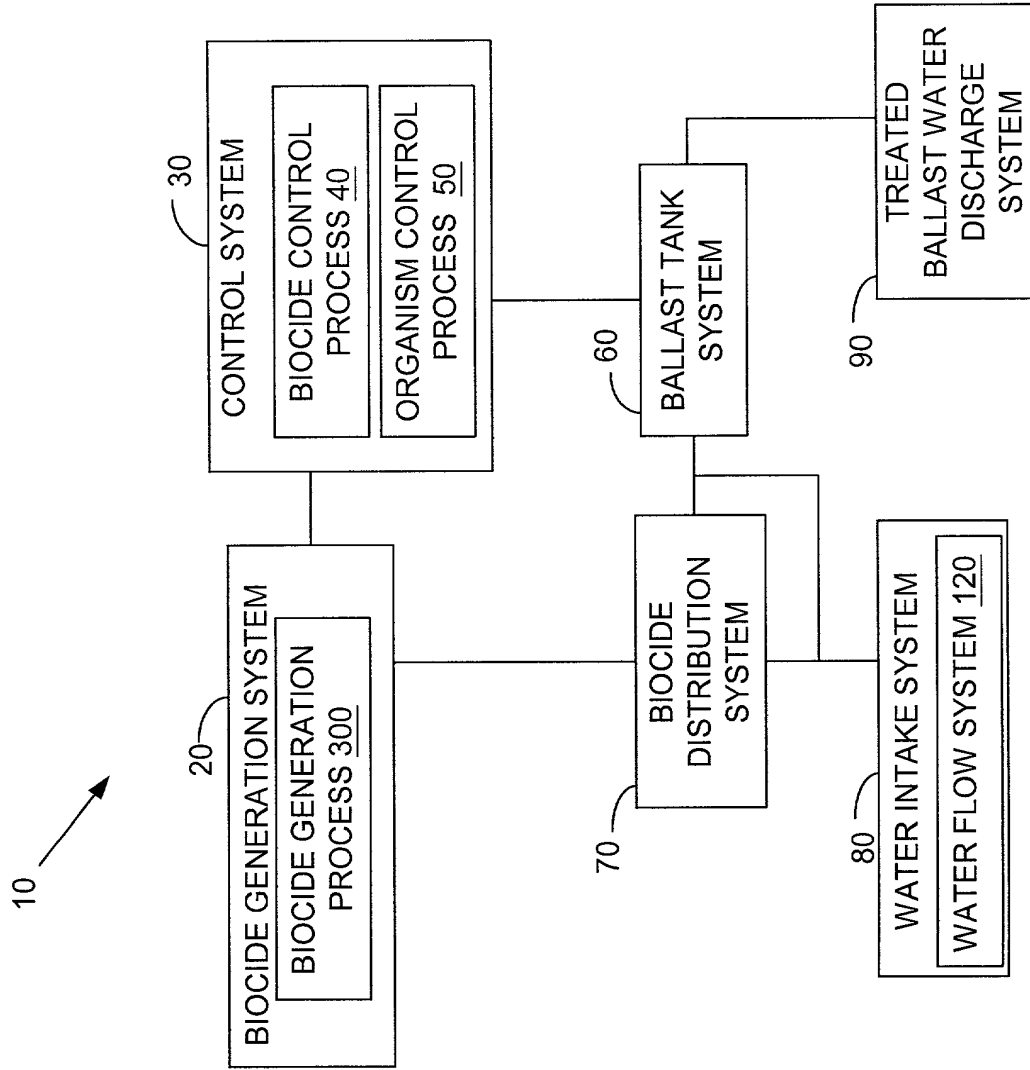 10
20
BIOCIDE GENERATION SYSTEM
BIOCIDE GENERATION
PROCESS 300
30
CONTROL SYSTEM
BIOCIDE CONTROL
PROCESS 40
ORGANISM CONTROL
PROCESS 50
70
BIOCIDE
DISTRIBUTION
SYSTEM
60
BALLAST TANK
SYSTEM
80
WATER INTAKE SYSTEM
WATER FLOW SYSTEM 120
90
TREATED
BALLAST WATER
DISCHARGE
SYSTEM